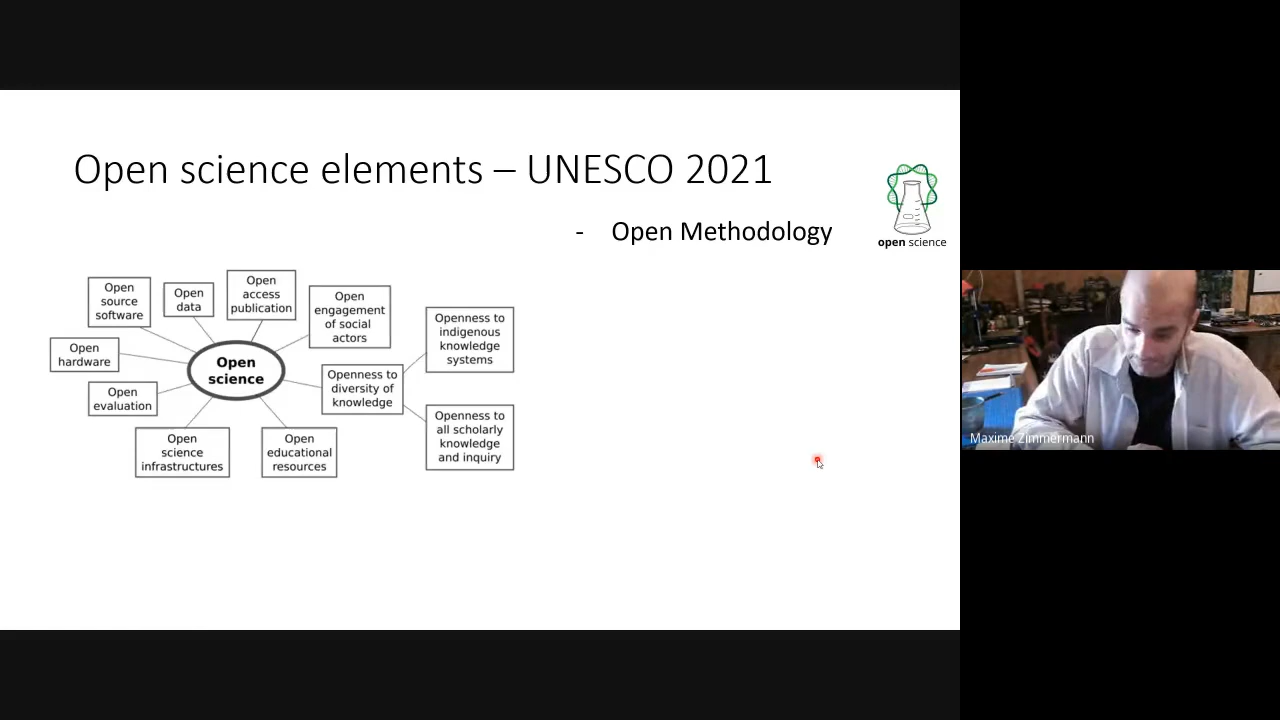 Open science elements – UNESCO 2021
- Open Methodology
open science
Open
source
software
Open
data
Open
access
publication
Open
engagement
of social
actors
Openness to
indigenous
knowledge
systems
Open
hardware
Open
science
Openness to
diversity of
knowledge
Open
evaluation
Openness to
all scholarly
knowledge
and inquiry
Open
science
infrastructures
Open
educational
resources
Maxime Zimmermann